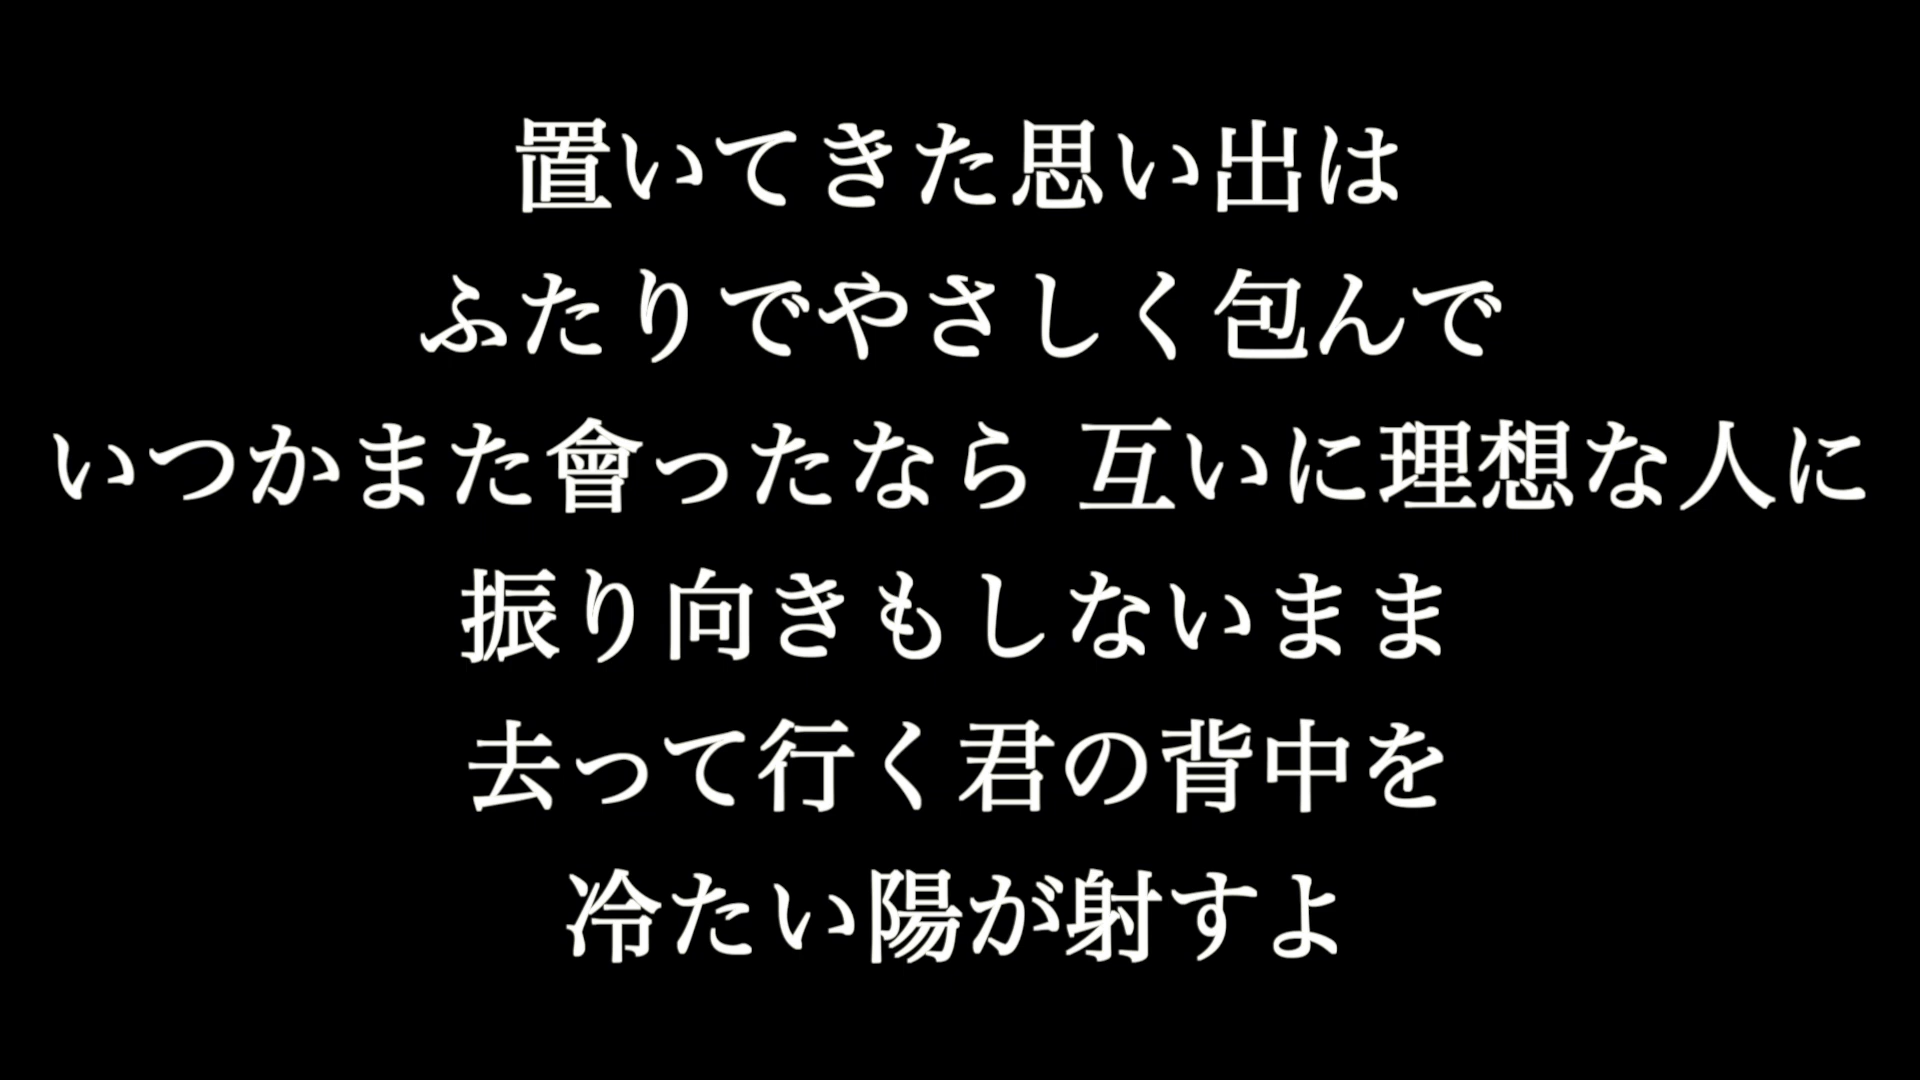 置いてきた思い出は
ふたりでやさしく包んで
いつかまた會ったなら 互いに理想な人に
振り向きもしないまま
去って行く君の背中を
冷たい陽が射すよ